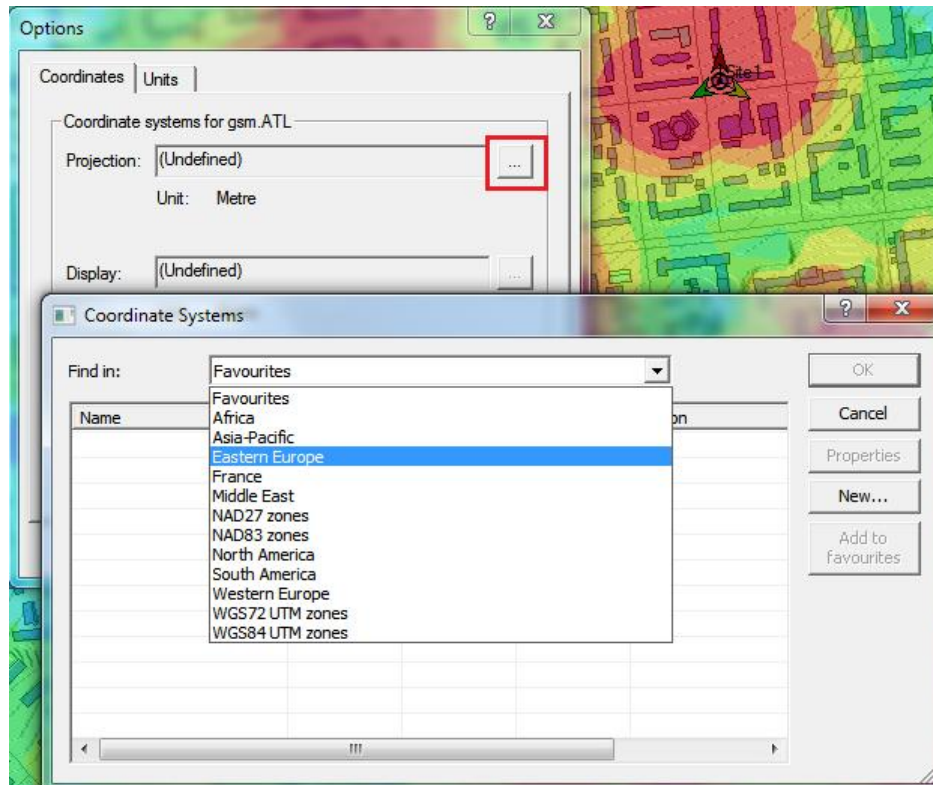 Options
Coordinates Units
Coordinate systems for gsm.ATL
Projection: (Undefined) ...
Unit: Metre
Display: (Undefined) ...
Site1
Coordinate Systems
Find in: Favourites
OK
Name
Favourites
Africa
Asia-Pacific
Eastern Europe
France
Middle East
NAD27 zones
NAD83 zones
North America
South America
Western Europe
WGS72 UTM zones
WGS84 UTM zones
Cancel
Properties
New...
Add to
favourites